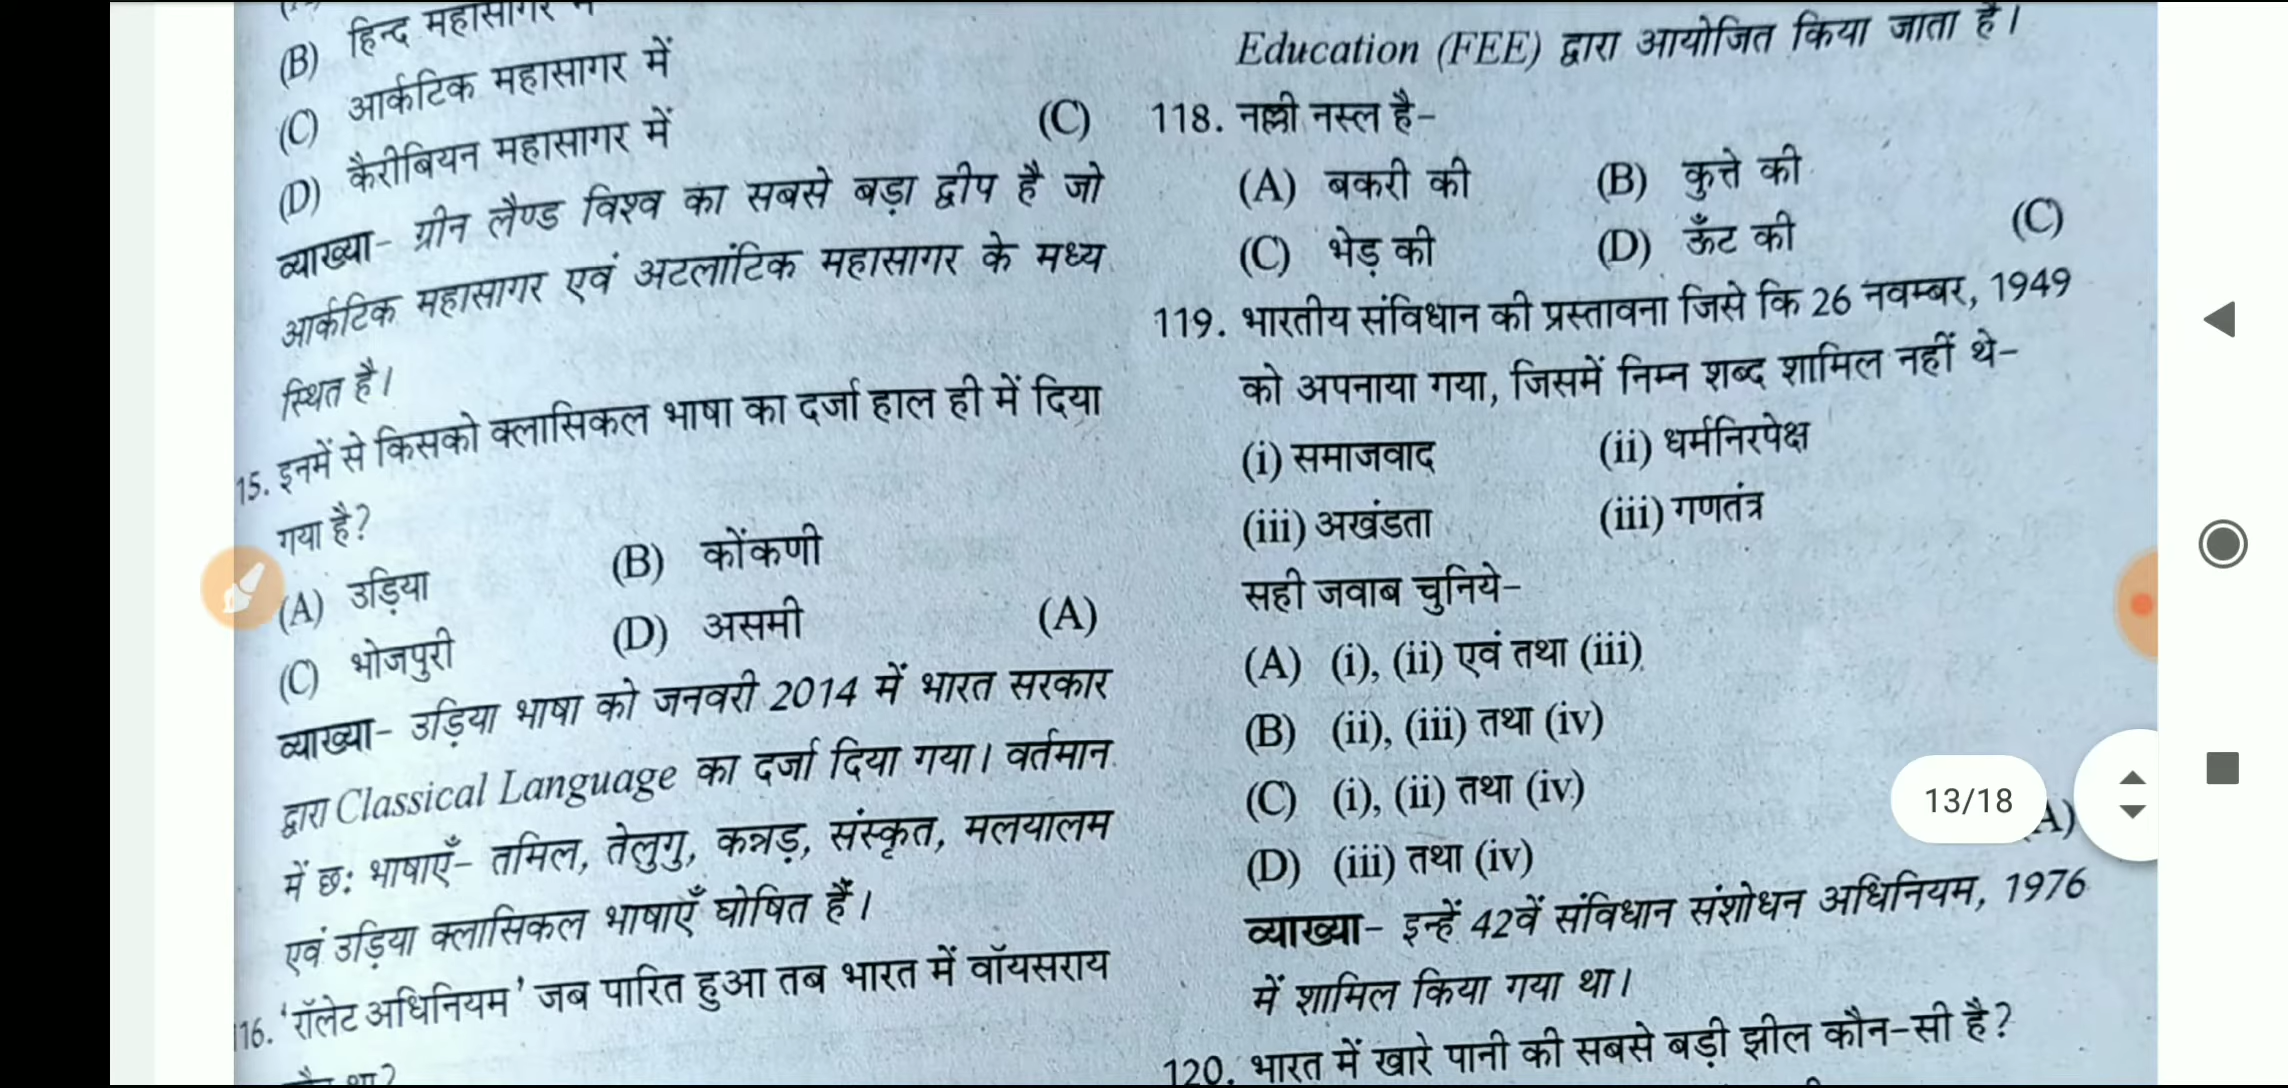 (B) हिन्द महासागर में
(C) आर्कटिक महासागर में
(D) कैरीबियन महासागर में
(C)
व्याख्या- ग्रीन लैण्ड विश्व का सबसे बड़ा द्वीप है जो
आर्कटिक महासागर एवं अटलांटिक महासागर के मध्य
स्थित है।
15. इनमें से किसको क्लासिकल भाषा का दर्जा हाल ही में दिया
गया है?
(A) उड़िया (B) कोंकणी
(C) भोजपुरी (D) असमी (A)
व्याख्या- उड़िया भाषा को जनवरी 2014 में भारत सरकार
द्वारा Classical Language का दर्जा दिया गया। वर्तमान
में छः भाषाएँ- तमिल, तेलुगु, कन्नड़, संस्कृत, मलयालम
एवं उड़िया क्लासिकल भाषाएँ घोषित हैं।
116. 'रॉलेट अधिनियम' जब पारित हुआ तब भारत में वॉयसराय
Education (FEE) द्वारा आयोजित किया जाता है।
118. नल्ली नस्ल है-
(A) बकरी की (B) कुत्ते की
(C) भेड़ की (D) ऊँट की (C)
119. भारतीय संविधान की प्रस्तावना जिसे कि 26 नवम्बर, 1949
को अपनाया गया, जिसमें निम्न शब्द शामिल नहीं थे-
(i) समाजवाद (ii) धर्मनिरपेक्ष
(iii) अखंडता (iii) गणतंत्र
सही जवाब चुनिये-
(A) (i), (ii) एवं तथा (iii)
(B) (ii), (iii) तथा (iv)
(C) (i), (ii) तथा (iv)
13/18
A)
(D) (iii) तथा (iv)
व्याख्या- इन्हें 42वें संविधान संशोधन अधिनियम, 1976
में शामिल किया गया था।
120. भारत में खारे पानी की सबसे बड़ी झील कौन-सी है?